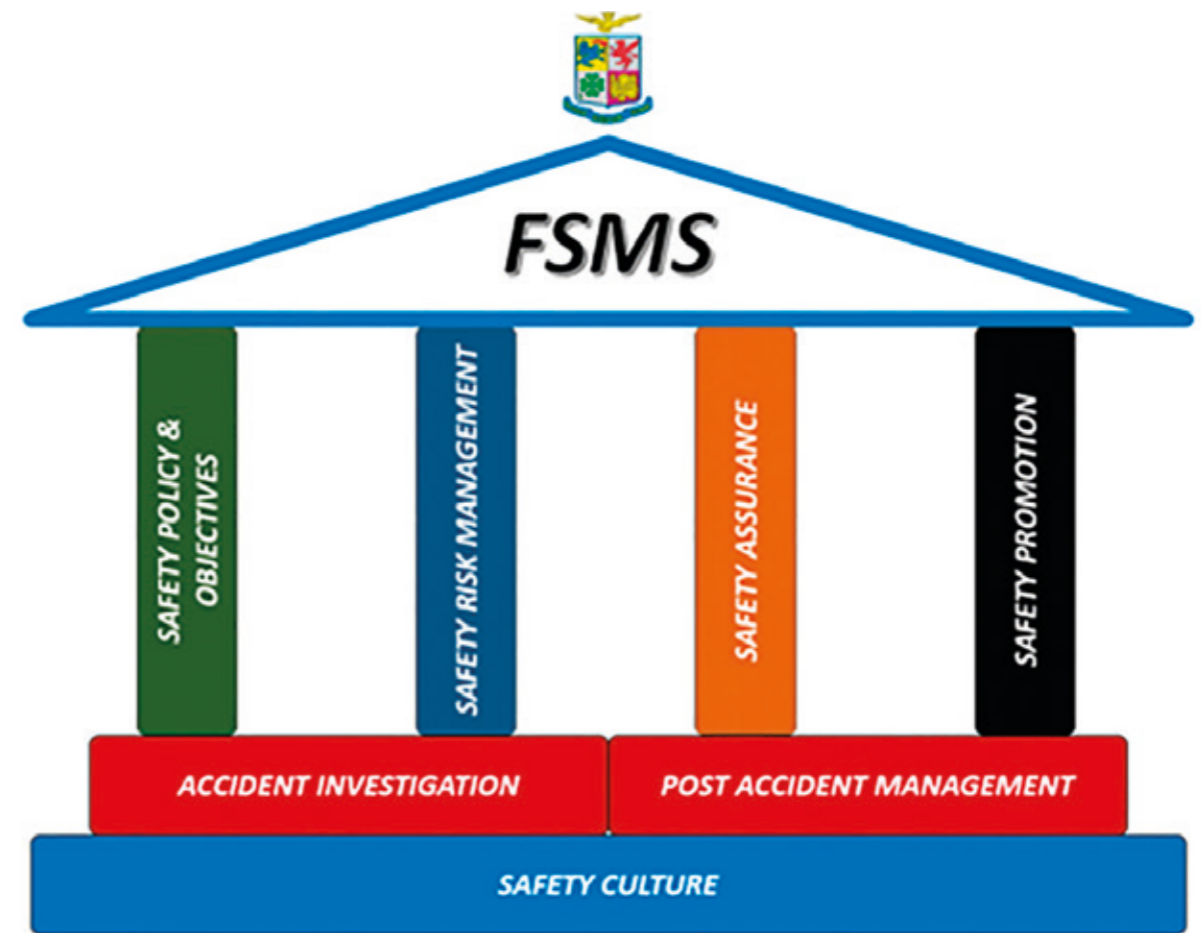 FSMS
SAFETY POLICY &
OBJECTIVES
SAFETY RISK MANAGEMENT
SAFETY ASSURANCE
SAFETY PROMOTION
ACCIDENT INVESTIGATION
POST ACCIDENT MANAGEMENT
SAFETY CULTURE